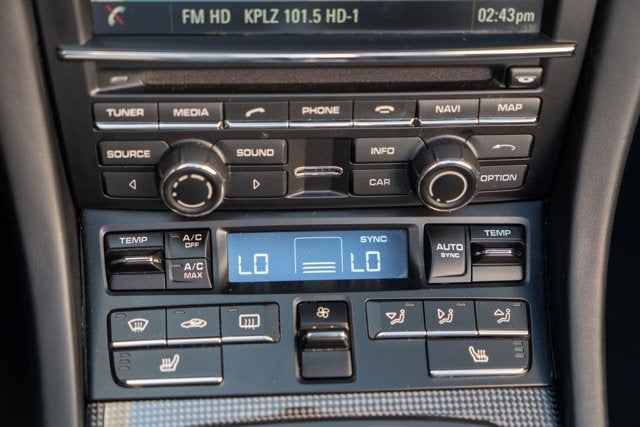 FM HD KPLZ 101.5 HD-1 02:43pm
TUNER MEDIA PHONE NAVI MAP
SOURCE SOUND INFO
CAR OPTION
TEMP A/C OFF SYNC AUTO SYNC TEMP
A/C MAX LO LO